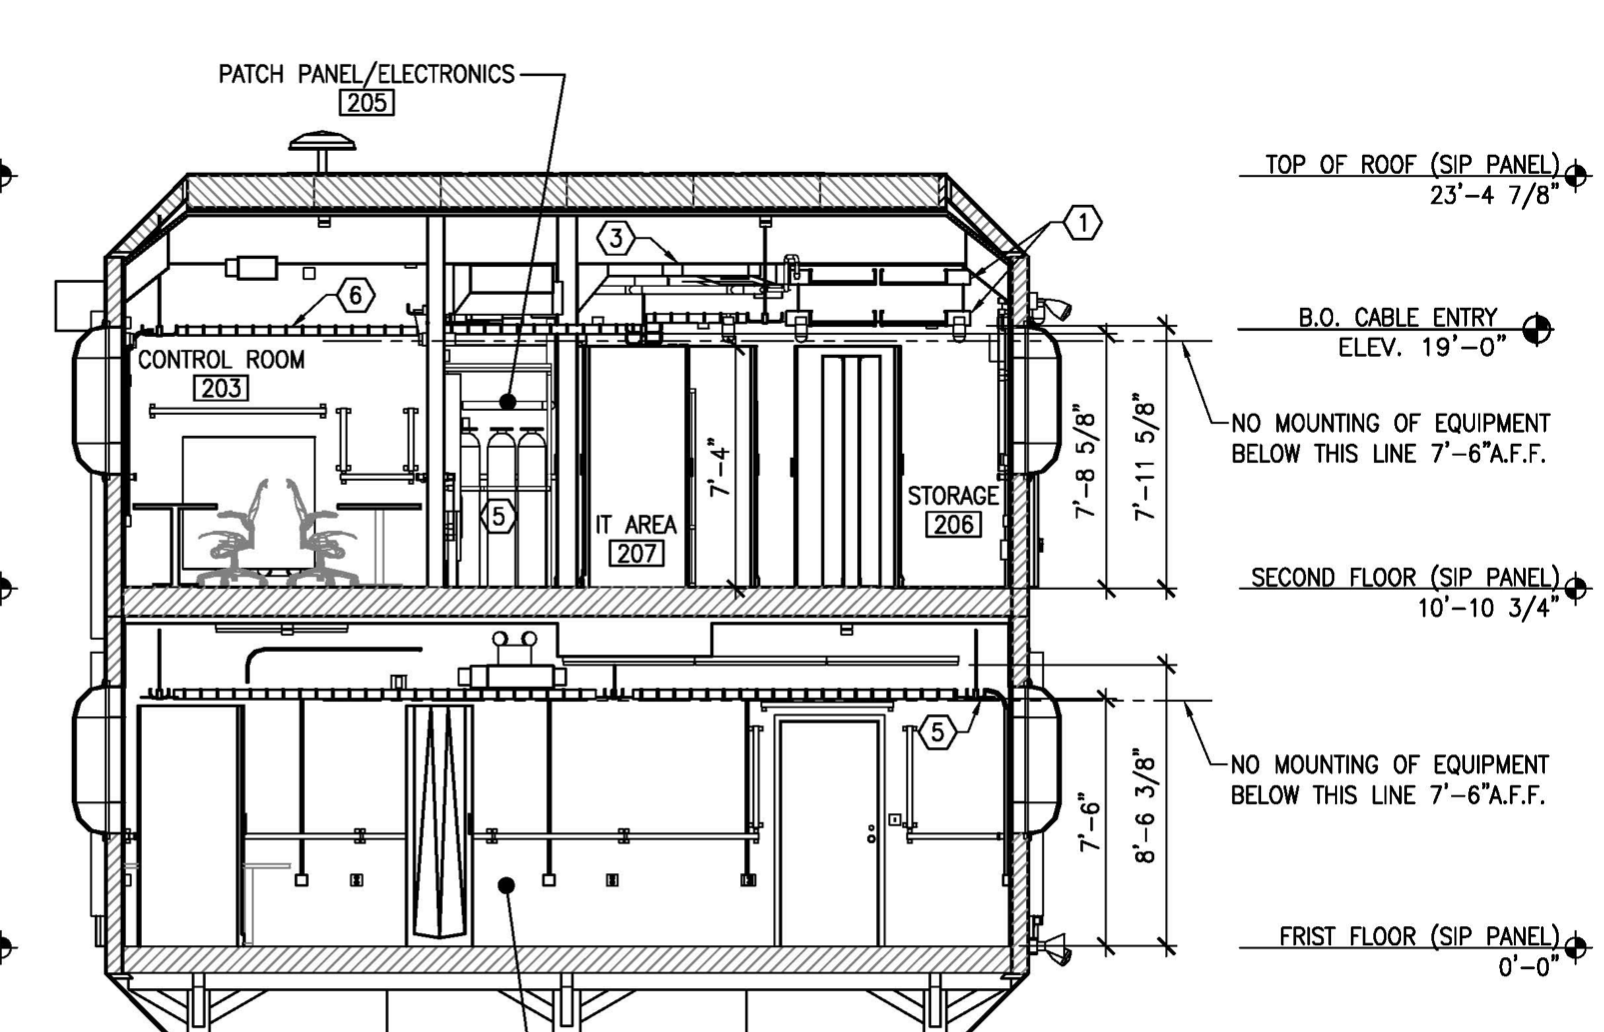 PATCH PANEL/ELECTRONICS
205
TOP OF ROOF (SIP PANEL)
23'-4 7/8"
1
3
6
B.O. CABLE ENTRY
ELEV. 19'-0"
CONTROL ROOM
203
NO MOUNTING OF EQUIPMENT
BELOW THIS LINE 7'-6"A.F.F.
7'-4"
7'-8 5/8"
7'-11 5/8"
STORAGE
206
5
IT AREA
207
SECOND FLOOR (SIP PANEL)
10'-10 3/4"
5
NO MOUNTING OF EQUIPMENT
BELOW THIS LINE 7'-6"A.F.F.
7'-6"
8'-6 3/8"
FRIST FLOOR (SIP PANEL)
0'-0"